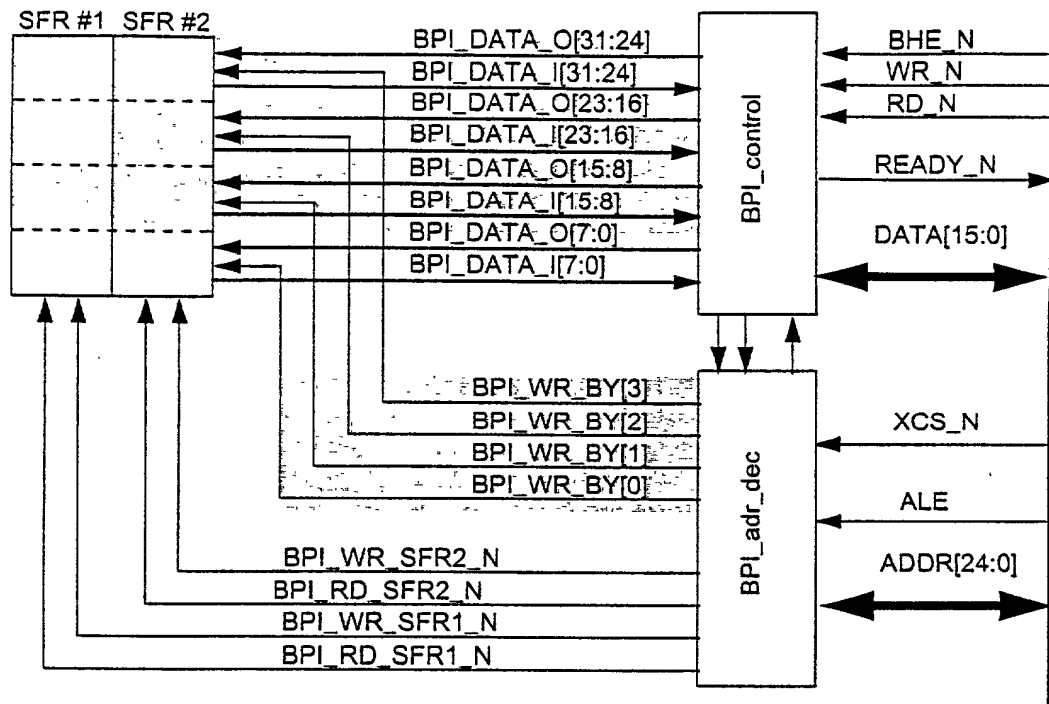 SFR #1 SFR #2
BPI_DATA_O[31:24]
BPI_DATA_I[31:24]
BPI_DATA_O[23:16]
BPI_DATA_I[23:16]
BPI_DATA_O[15:8]
BPI_DATA_I[15:8]
BPI_DATA_O[7:0]
BPI_DATA_I[7:0]
BPI_control
BHE_N
WR_N
RD_N
READY_N
DATA[15:0]
BPI_WR_BY[3]
BPI_WR_BY[2]
BPI_WR_BY[1]
BPI_WR_BY[0]
BPI_WR_SFR2_N
BPI_RD_SFR2_N
BPI_WR_SFR1_N
BPI_RD_SFR1_N
BPI_adr_dec
XCS_N
ALE
ADDR[24:0]